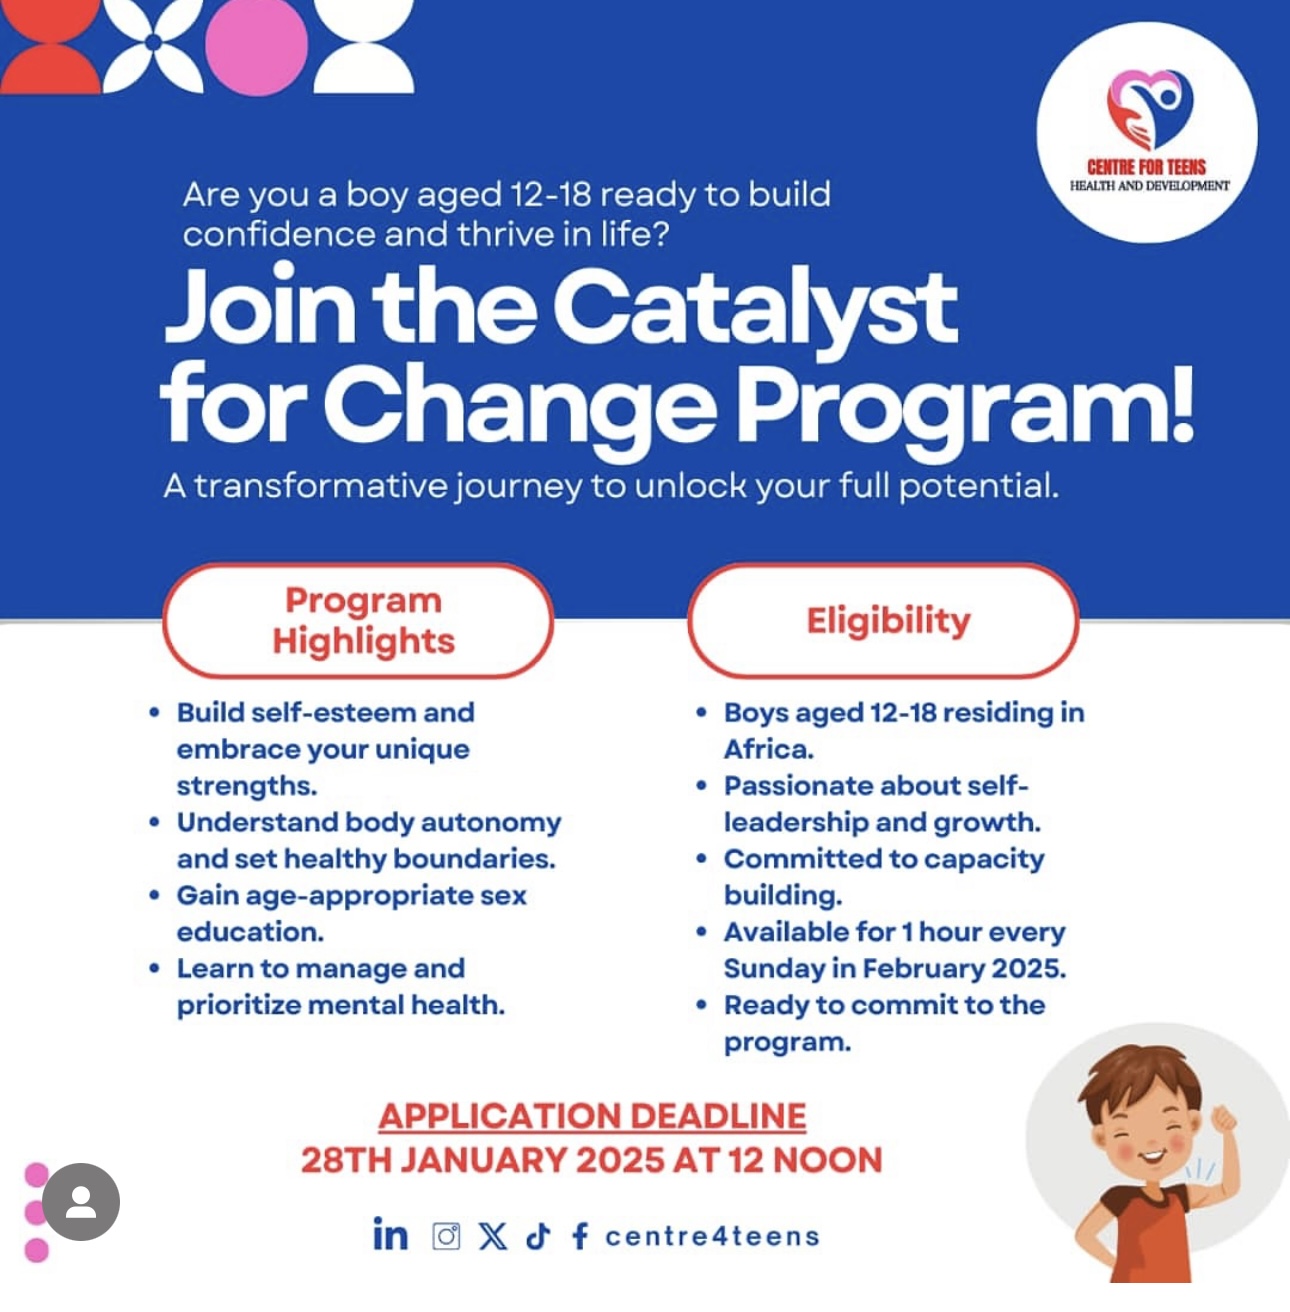 CENTRE FOR TEENS
HEALTH AND DEVELOPMENT
Are you a boy aged 12-18 ready to build
confidence and thrive in life?
Join the Catalyst
for Change Program!
A transformative journey to unlock your full potential.
Program
Highlights
• Build self-esteem and
embrace your unique
strengths.
• Understand body autonomy
and set healthy boundaries.
• Gain age-appropriate sex
education.
• Learn to manage and
prioritize mental health.
Eligibility
• Boys aged 12-18 residing in
Africa.
• Passionate about self-
leadership and growth.
• Committed to capacity
building.
• Available for 1 hour every
Sunday in February 2025.
• Ready to commit to the
program.
APPLICATION DEADLINE
28TH JANUARY 2025 AT 12 NOON
centre4teens